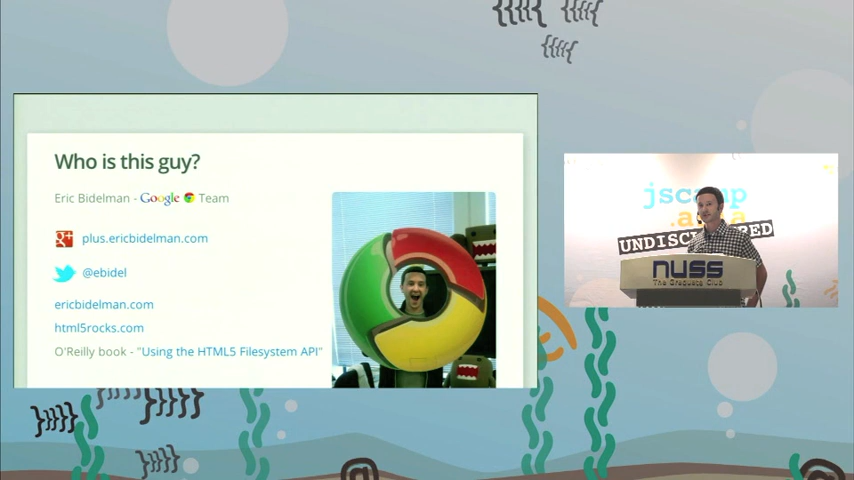 Who is this guy?
Eric Bidelman - Google Team
g+ plus.ericbidelman.com
@ebidel
ericbidelman.com
html5rocks.com
O'Reilly book - "Using the HTML5 Filesystem API"
jscamp
.asia
NUSS
The Graduate Club